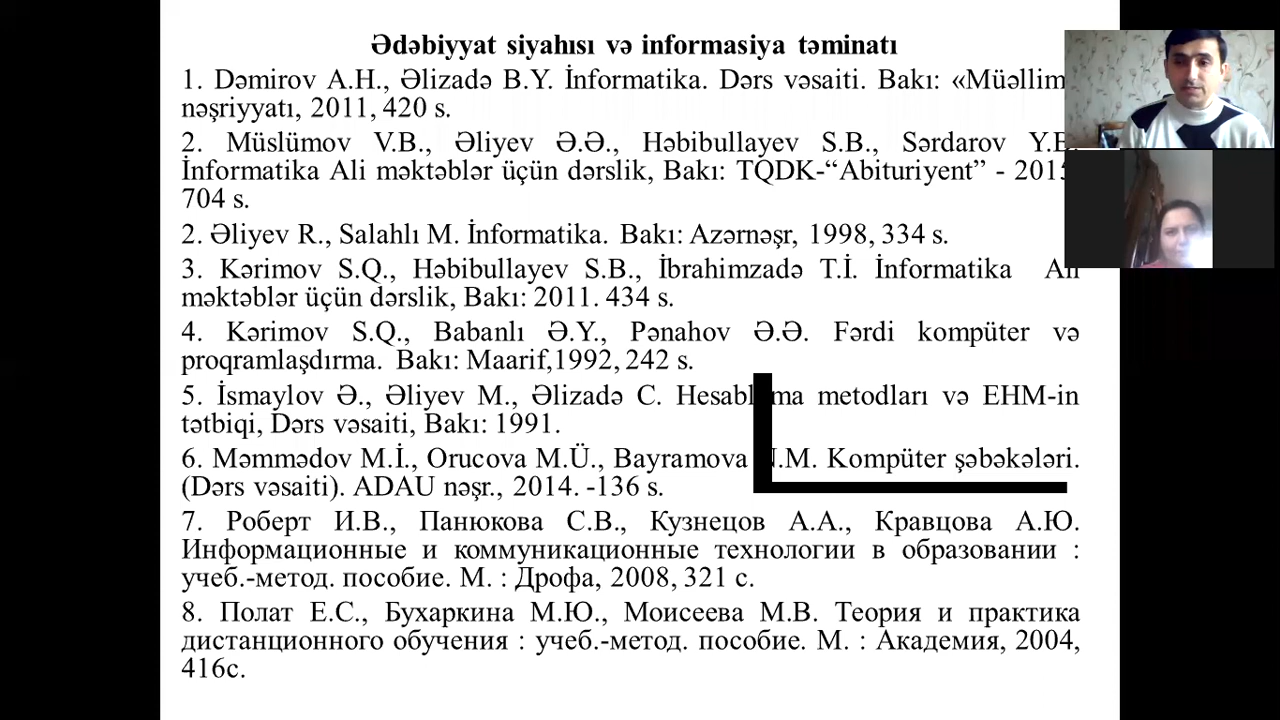 Ədəbiyyat siyahısı və informasiya təminatı
1. Dəmirov A.H., Əlizadə B.Y. İnformatika. Dərs vəsaiti. Bakı: «Müəllim
nəşriyyatı, 2011, 420 s.
2. Müslümov V.B., Əliyev Ə.Ə., Həbibullayev S.B., Sərdarov
İnformatika Ali məktəblər üçün dərslik, Bakı: TQDK-“Abituriyent” -
704 s.
2. Əliyev R., Salahlı M. İnformatika. Bakı: Azərnəşr, 1998, 334 s.
3. Kərimov S.Q., Həbibullayev S.B., İbrahimzadə T.İ. İnformatika
məktəblər üçün dərslik, Bakı: 2011. 434 s.
4. Kərimov S.Q., Babanlı Ə.Y., Pənahov Ə.Ə. Fərdi kompüter və
proqramlaşdırma. Bakı: Maarif,1992, 242 s.
5. İsmaylov Ə., Əliyev M., Əlizadə C. metodları və EHM-in
tətbiqi, Dərs vəsaiti, Bakı: 1991.
6. Məmmədov M.İ., Orucova M.Ü., Bayramova Kompüter şəbəkələri.
(Dərs vəsaiti). ADAU nəşr., 2014. -136 s.
7. Роберт И.В., Панюкова С.В., Кузнецов А.А., Кравцова А.Ю.
Информационные и коммуникационные технологии в образовании :
учеб.-метод. пособие. М. : Дрофа, 2008, 321 с.
8. Полат Е.С., Бухаркина М.Ю., Моисеева М.В. Теория и практика
дистанционного обучения : учеб.-метод. пособие. М. : Академия, 2004,
416с.